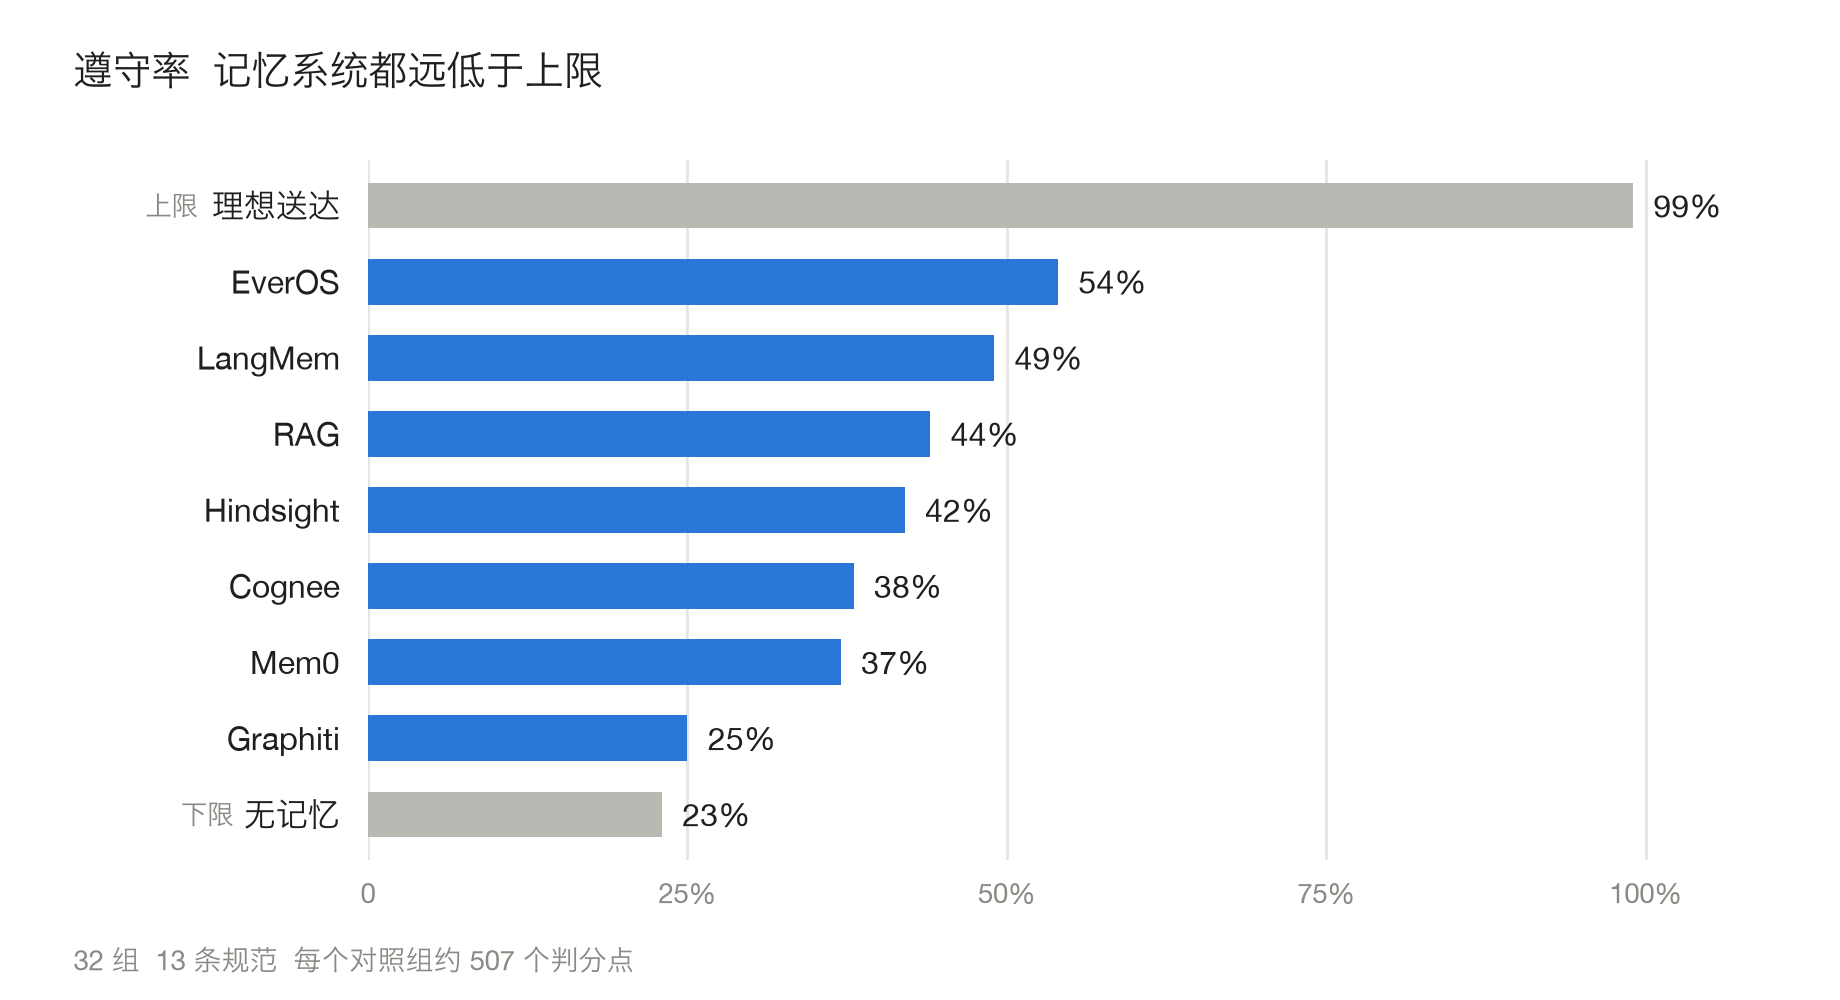 遵守率 记忆系统都远低于上限
上限 理想送达 99%
EverOS 54%
LangMem 49%
RAG 44%
Hindsight 42%
Cognee 38%
Mem0 37%
Graphiti 25%
下限 无记忆 23%
0 25% 50% 75% 100%
32 组 13 条规范 每个对照组约 507 个判分点